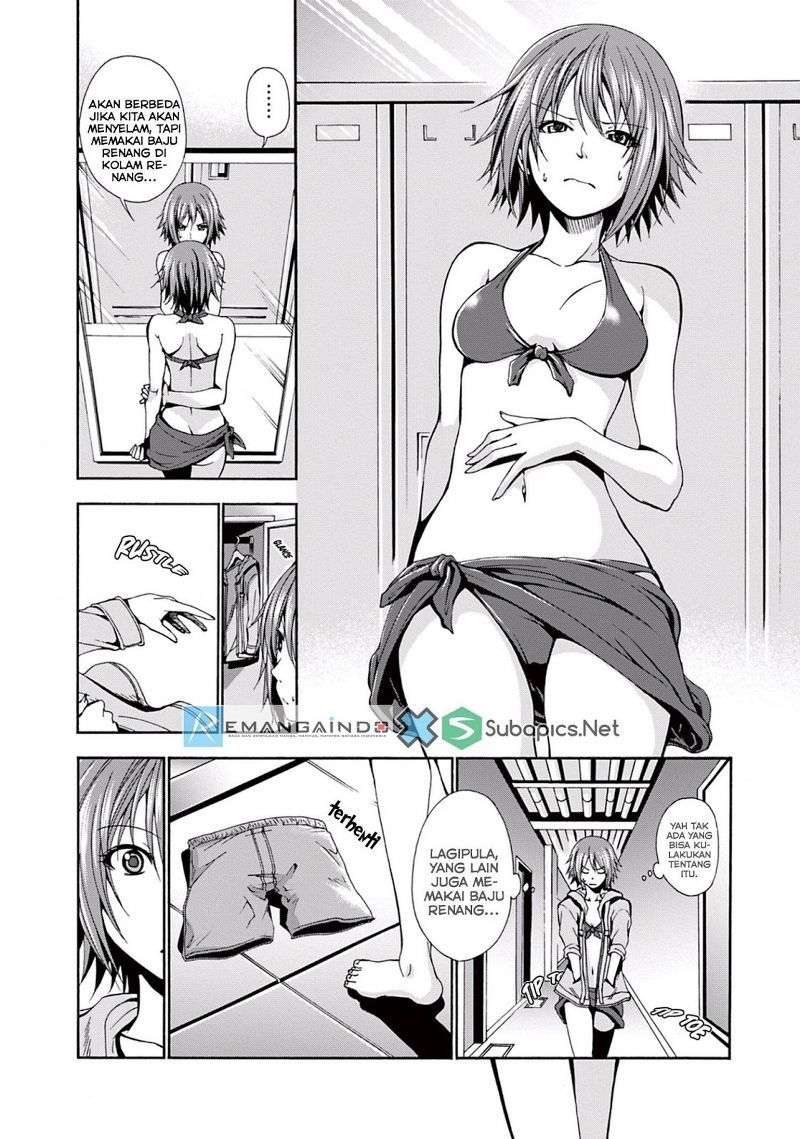 ......
AKAN BERBEDA
JIKA KITA AKAN
MENYELAM, TAPI
MEMAKAI BAJU
RENANG DI
KOLAM RE-
NANG...
GLANCE
RUSTLE
REMANGAINDO
Subapics.Net
YAH TAK
ADA YANG
BISA KU-
LAKUKAN
TENTANG
ITU.
LAGIPULA,
YANG LAIN
JUGA ME-
MAKAI BAJU
RENANG...
TIP TOE
TIP TOE
terhenti